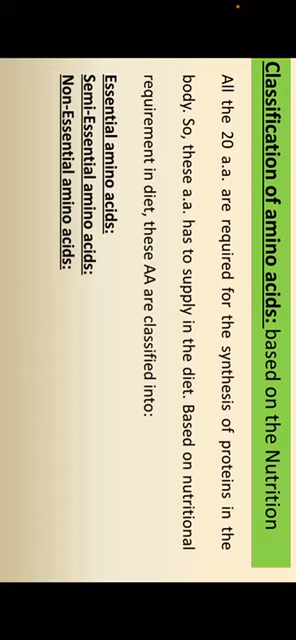 Classification of amino acids: based on the Nutrition
All the 20 a.a. are required for the synthesis of proteins in the
body. So, these a.a. has to supply in the diet. Based on nutritional
requirement in diet, these AA are classified into:
Essential amino acids:
Semi-Essential amino acids:
Non-Essential amino acids: